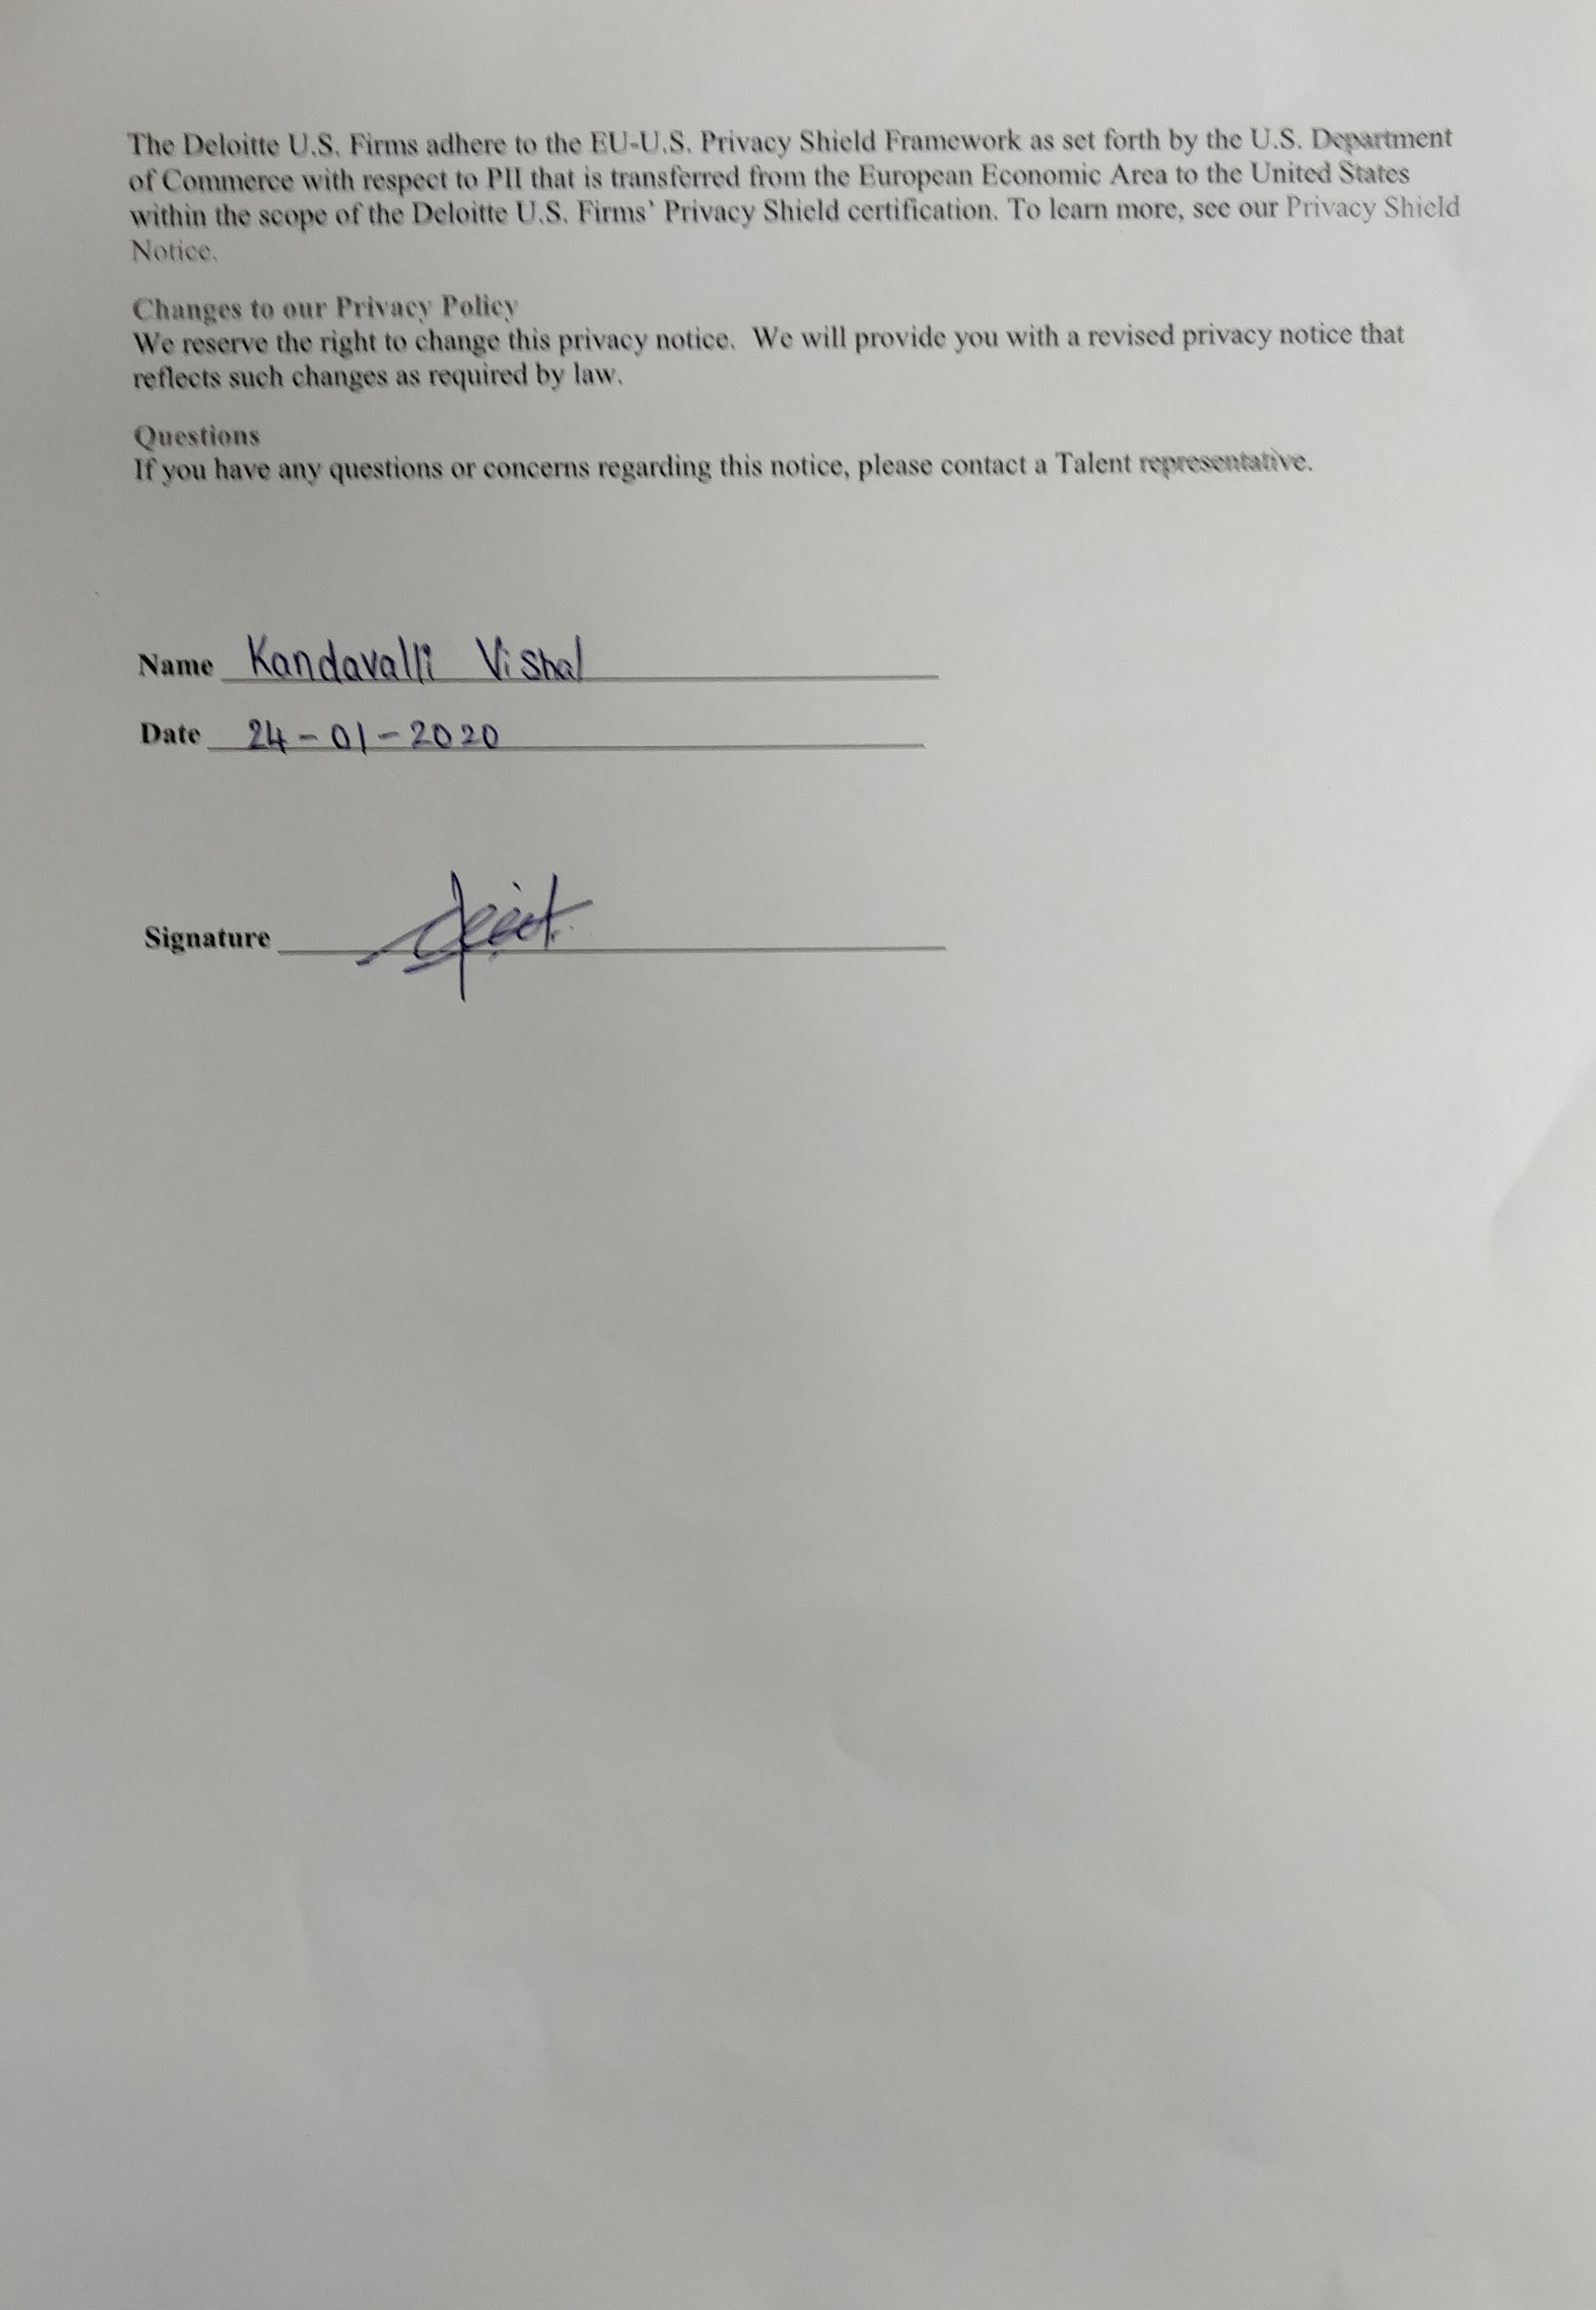 The Deloitte U.S. Firms adhere to the EU-U.S. Privacy Shield Framework as set forth by the U.S. Department
of Commerce with respect to PII that is transferred from the European Economic Area to the United States
within the scope of the Deloitte U.S. Firms’ Privacy Shield certification. To learn more, see our Privacy Shield
Notice.
Changes to our Privacy Policy
We reserve the right to change this privacy notice. We will provide you with a revised privacy notice that
reflects such changes as required by law.
Questions
If you have any questions or concerns regarding this notice, please contact a Talent representative.
Name Kandavalli Vishal
Date 24-01-2020
Signature